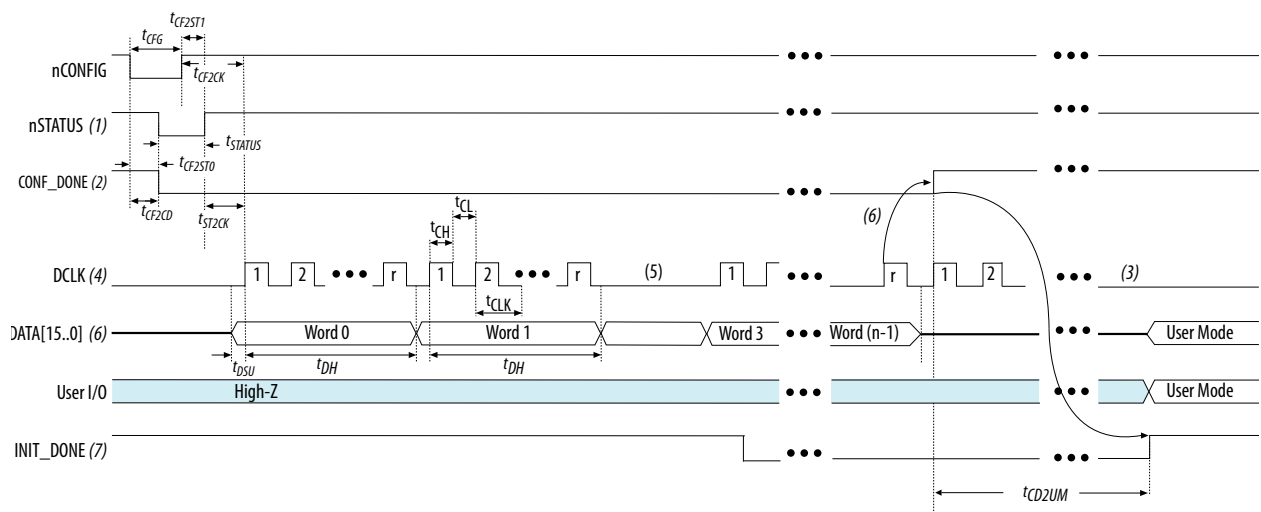 tCF2ST1
tCFG
nCONFIG
tCF2CK
nSTATUS (1)
tSTATUS
tCF2ST0
CONF_DONE (2)
tCF2CD
tST2CK
tCL
tCH
(6)
DCLK (4) 1 2 r 1 2 r (5) 1 r 1 2 (3)
tCLK
DATA[15..0] (6) Word 0 Word 1 Word 3 Word (n-1) User Mode
tDSU tDH tDH
User I/O High-Z User Mode
INIT_DONE (7)
tCD2UM